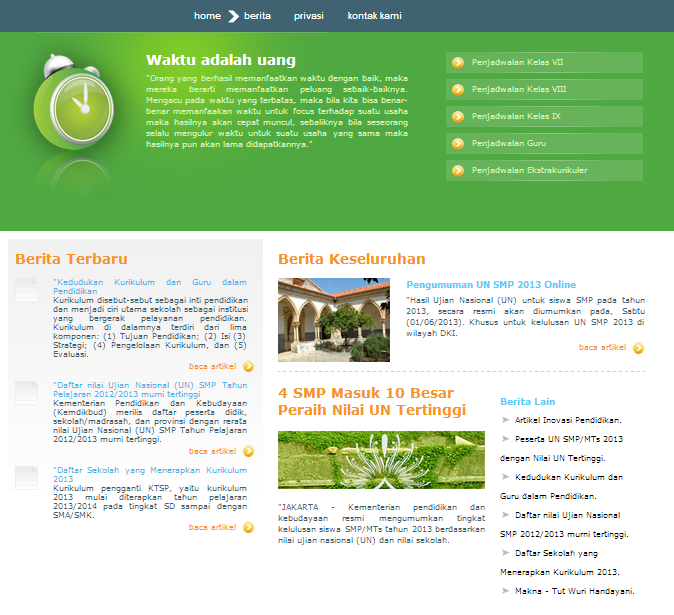 home berita privasi kontak kami
Waktu adalah uang
"Orang yang berhasil memanfaatkan waktu dengan baik, maka
mereka berarti memanfaatkan peluang sebaik-baiknya.
Mengacu pada waktu yang terbatas, maka bila kita bisa benar-
benar memanfaakan waktu untuk focus terhadap suatu usaha
maka hasilnya akan cepat muncul, sebaliknya bila seseorang
selalu mengulur waktu untuk suatu usaha yang sama maka
hasilnya pun akan lama didapatkannya."
Penjadwalan Kelas VII
Penjadwalan Kelas VIII
Penjadwalan Kelas IX
Penjadwalan Guru
Penjadwalan Ekstrakurikuler
Berita Terbaru
"Kedudukan Kurikulum dan Guru dalam
Pendidikan
Kurikulum disebut-sebut sebagai inti pendidikan
dan menjadi ciri utama sekolah sebagai institusi
yang bergerak pelayanan pendidikan.
Kurikulum di dalamnya terdiri dari lima
komponen: (1) Tujuan Pendidikan; (2) Isi (3)
Strategi; (4) Pengelolaan Kurikulum, dan (5)
Evaluasi.
baca artikel
"Daftar nilai Ujian Nasional (UN) SMP Tahun
Pelajaran 2012/2013 murni tertinggi
Kementerian Pendidikan dan Kebudayaan
(Kemdikbud) merilis daftar peserta didik,
sekolah/madrasah, dan provinsi dengan rerata
nilai Ujian Nasional (UN) SMP Tahun Pelajaran
2012/2013 murni tertinggi.
baca artikel
"Daftar Sekolah yang Menerapkan Kurikulum
2013
Kurikulum pengganti KTSP, yaitu kurikulum
2013 mulai diterapkan tahun pelajaran
2013/2014 pada tingkat SD sampai dengan
SMA/SMK.
baca artikel
Berita Keseluruhan
Pengumuman UN SMP 2013 Online
"Hasil Ujian Nasional (UN) untuk siswa SMP pada tahun
2013, secara resmi akan diumumkan pada, Sabtu
(01/06/2013). Khusus untuk kelulusan UN SMP 2013 di
wilayah DKI.
baca artikel
4 SMP Masuk 10 Besar
Peraih Nilai UN Tertinggi
"JAKARTA - Kementerian pendidikan dan
kebudayaan resmi mengumumkan tingkat
kelulusan siswa SMP/MTs tahun 2013 berdasarkan
nilai ujian nasional (UN) dan nilai sekolah.
Berita Lain
Artikel Inovasi Pendidikan.
Peserta UN SMP/MTs 2013
dengan Nilai UN Tertinggi.
Kedudukan Kurikulum dan
Guru dalam Pendidikan.
Daftar nilai Ujian Nasional
SMP 2012/2013 murni tertinggi.
Daftar Sekolah yang
Menerapkan Kurikulum 2013.
Makna - Tut Wuri Handayani.